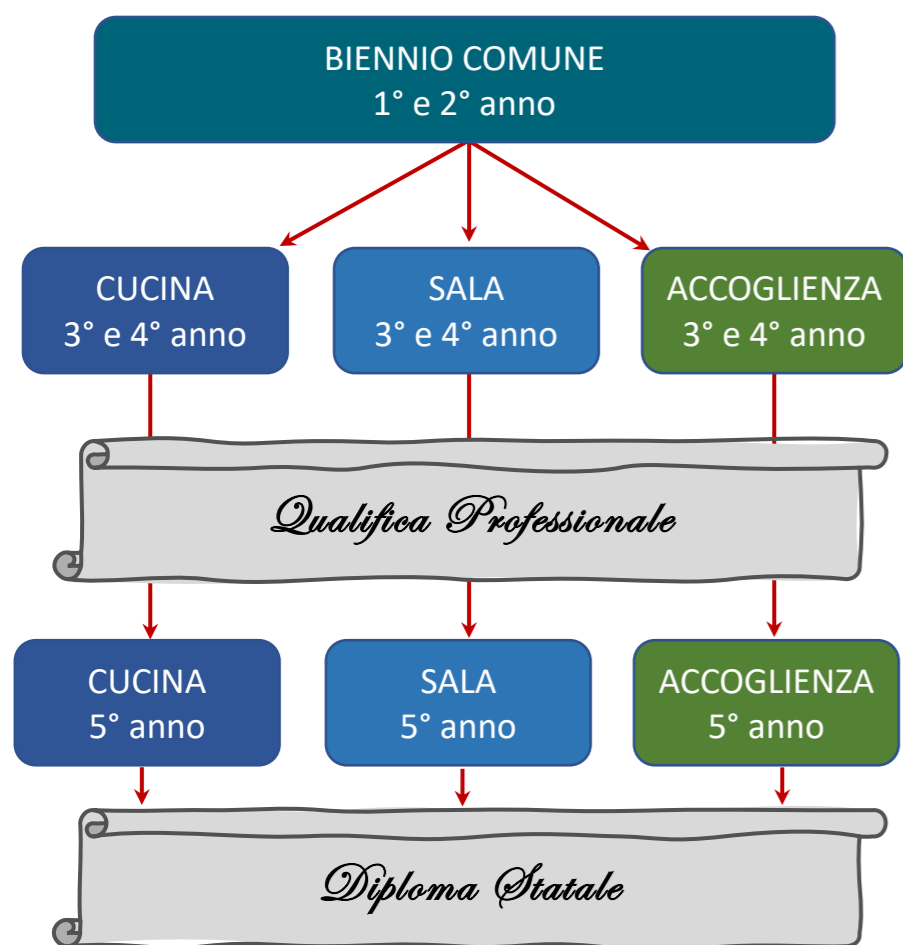 BIENNIO COMUNE
1° e 2° anno
CUCINA
3° e 4° anno
SALA
3° e 4° anno
ACCOGLIENZA
3° e 4° anno
Qualifica Professionale
CUCINA
5° anno
SALA
5° anno
ACCOGLIENZA
5° anno
Diploma Statale